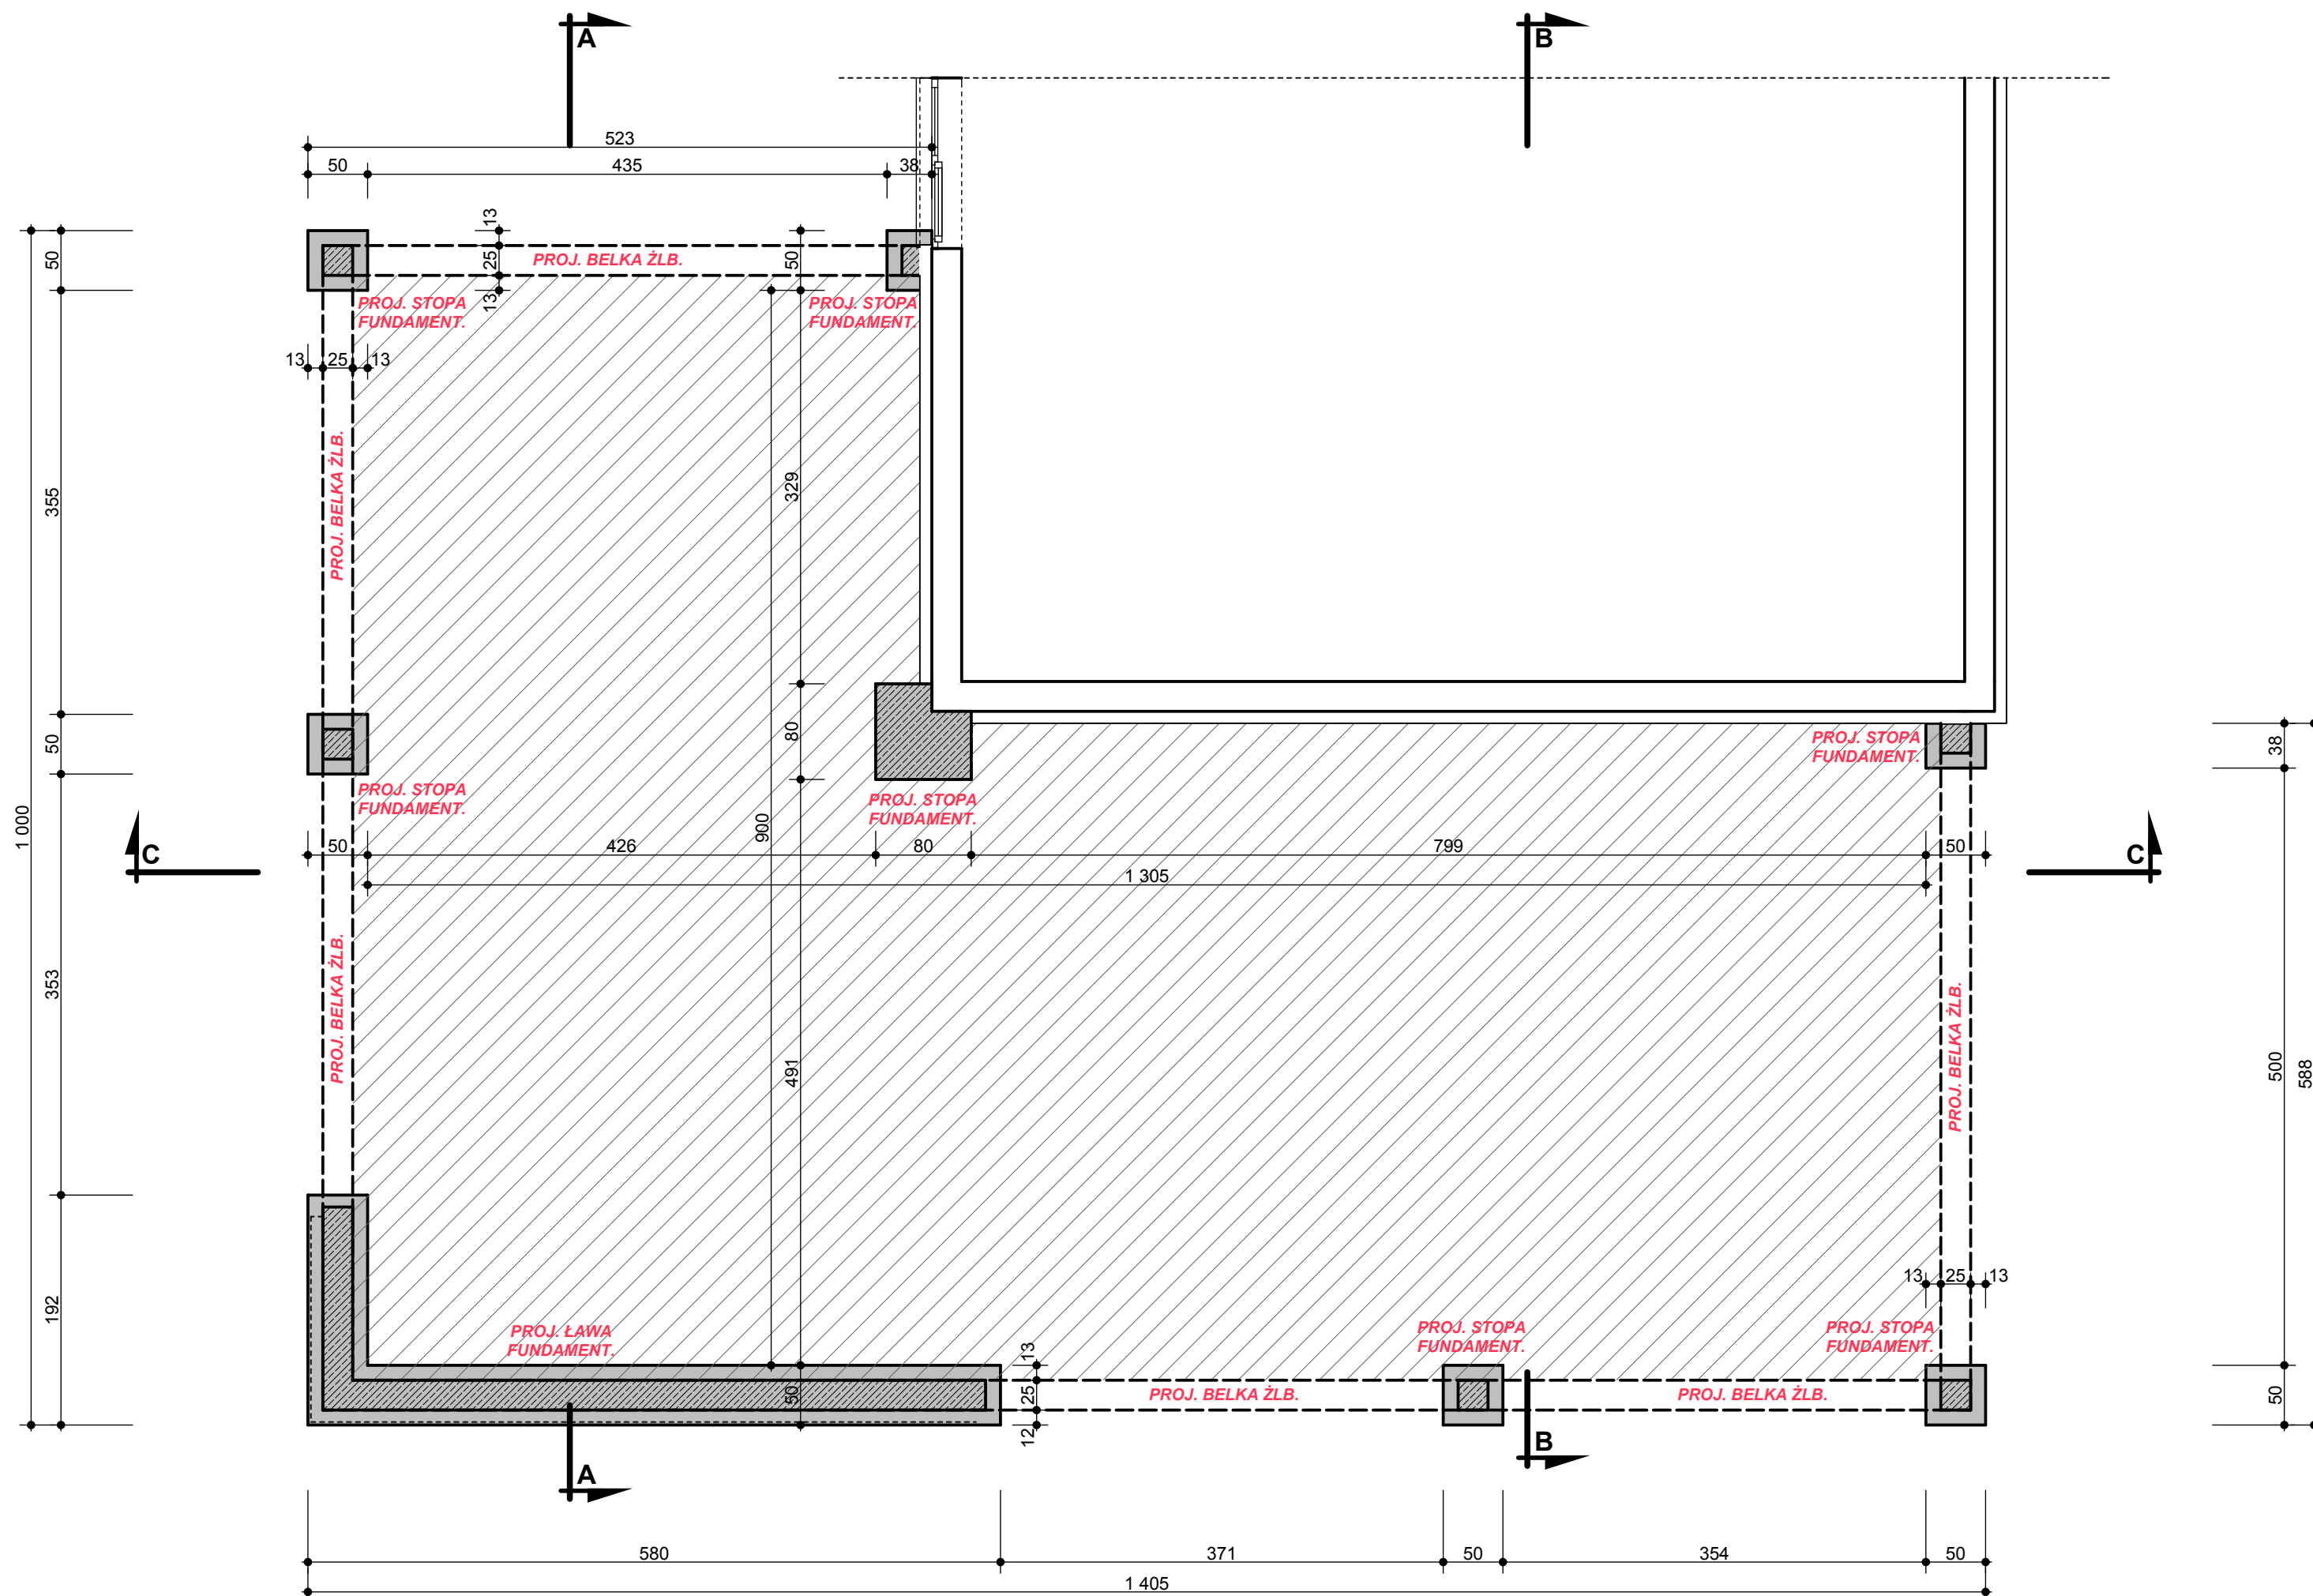 A
B
523
50
435
38
13
25
13
50
50
PROJ. BELKA ŻLB.
PROJ. STOPA
FUNDAMENT.
PROJ. STOPA
FUNDAMENT.
13
25
13
355
PROJ. BELKA ŻLB.
329
50
80
PROJ. STOPA
FUNDAMENT.
38
PROJ. STOPA
FUNDAMENT.
PROJ. STOPA
FUNDAMENT.
1 000
900
C
50
426
80
799
50
C
1 305
353
PROJ. BELKA ŻLB.
491
PROJ. BELKA ŻLB.
500
588
13
25
13
192
PROJ. ŁAWA
FUNDAMENT.
PROJ. STOPA
FUNDAMENT.
PROJ. STOPA
FUNDAMENT.
50
13
25
12
PROJ. BELKA ŻLB.
PROJ. BELKA ŻLB.
50
A
B
580
371
50
354
50
1 405